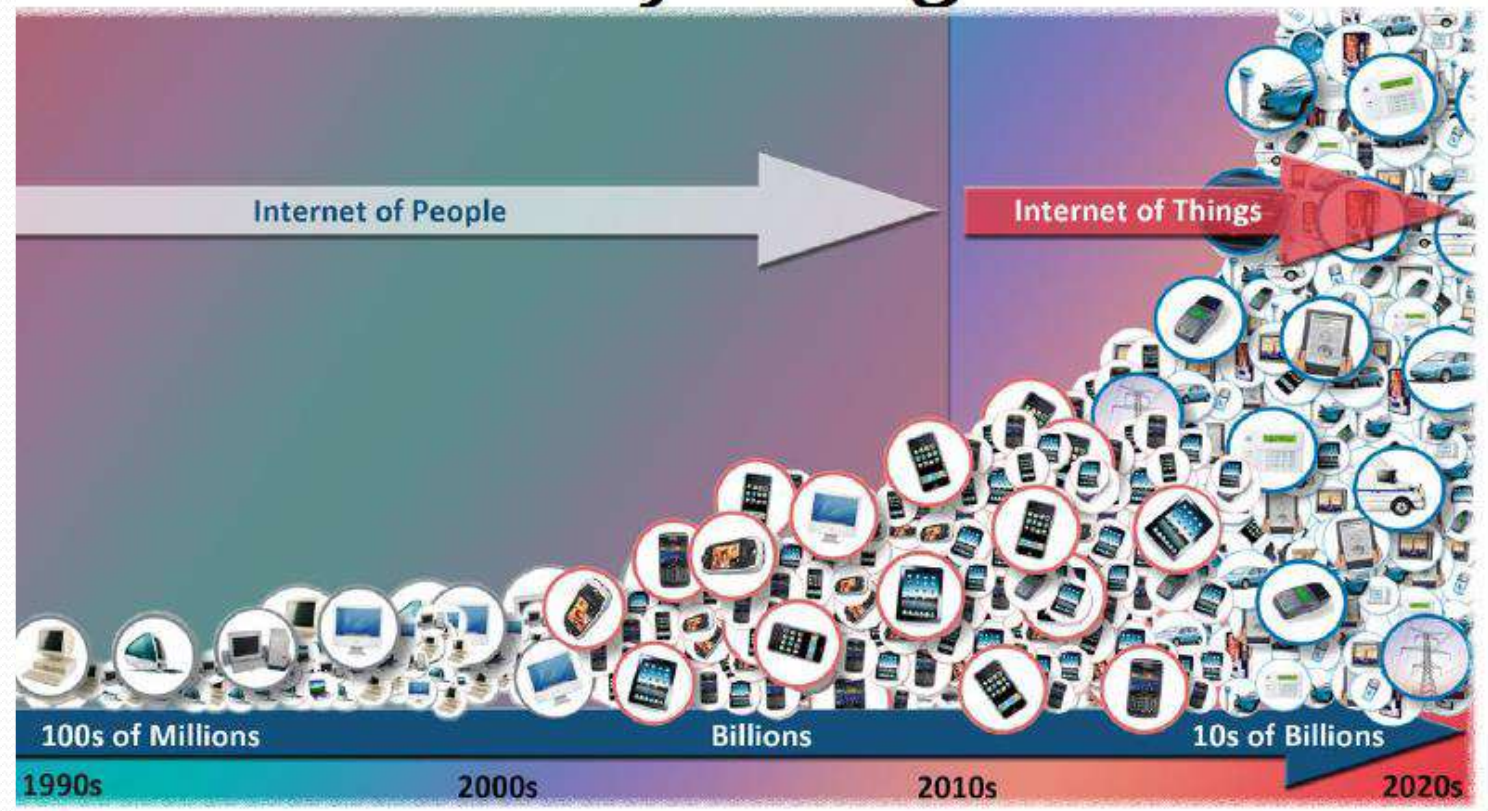 Internet of People
Internet of Things
100s of Millions
Billions
10s of Billions
1990s
2000s
2010s
2020s